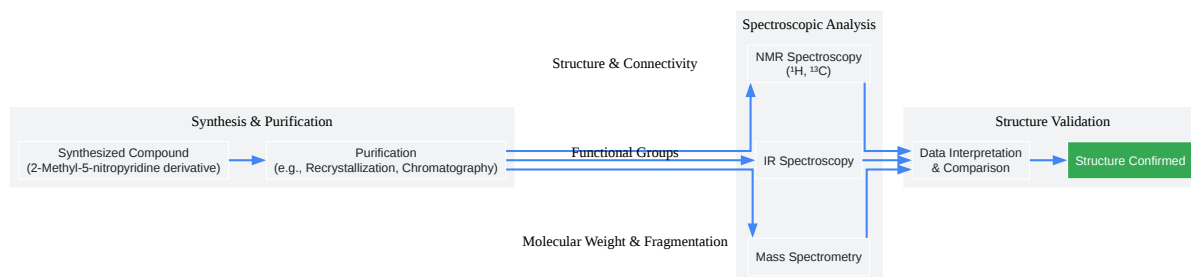 Spectroscopic Analysis
NMR Spectroscopy
(¹H, ¹³C)
Structure & Connectivity
Synthesis & Purification
Structure Validation
Synthesized Compound
(2-Methyl-5-nitropyridine derivative)
Purification
(e.g., Recrystallization, Chromatography)
Functional Groups
IR Spectroscopy
Data Interpretation
& Comparison
Structure Confirmed
Molecular Weight & Fragmentation
Mass Spectrometry